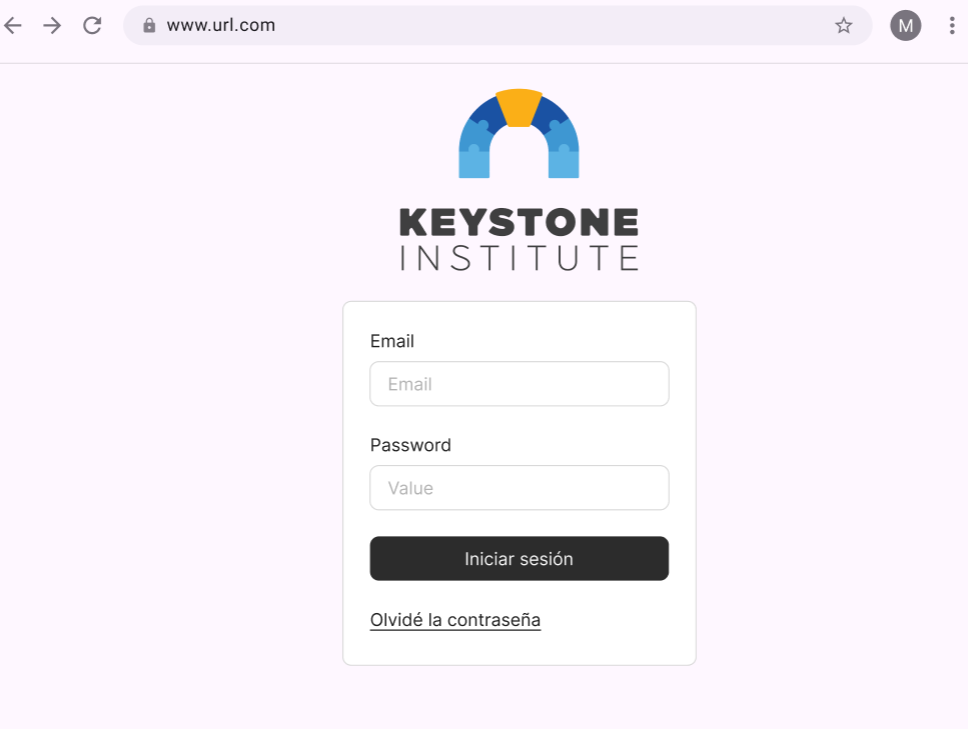 www.url.com
M
KEYSTONE
INSTITUTE
Email
Email
Password
Value
Iniciar sesión
Olvidé la contraseña